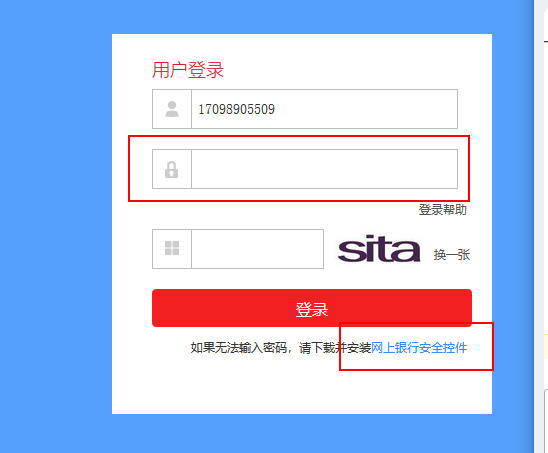 用户登录
17098905509
登录帮助
sita 换一张
登录
如果无法输入密码，请下载并安装网上银行安全控件